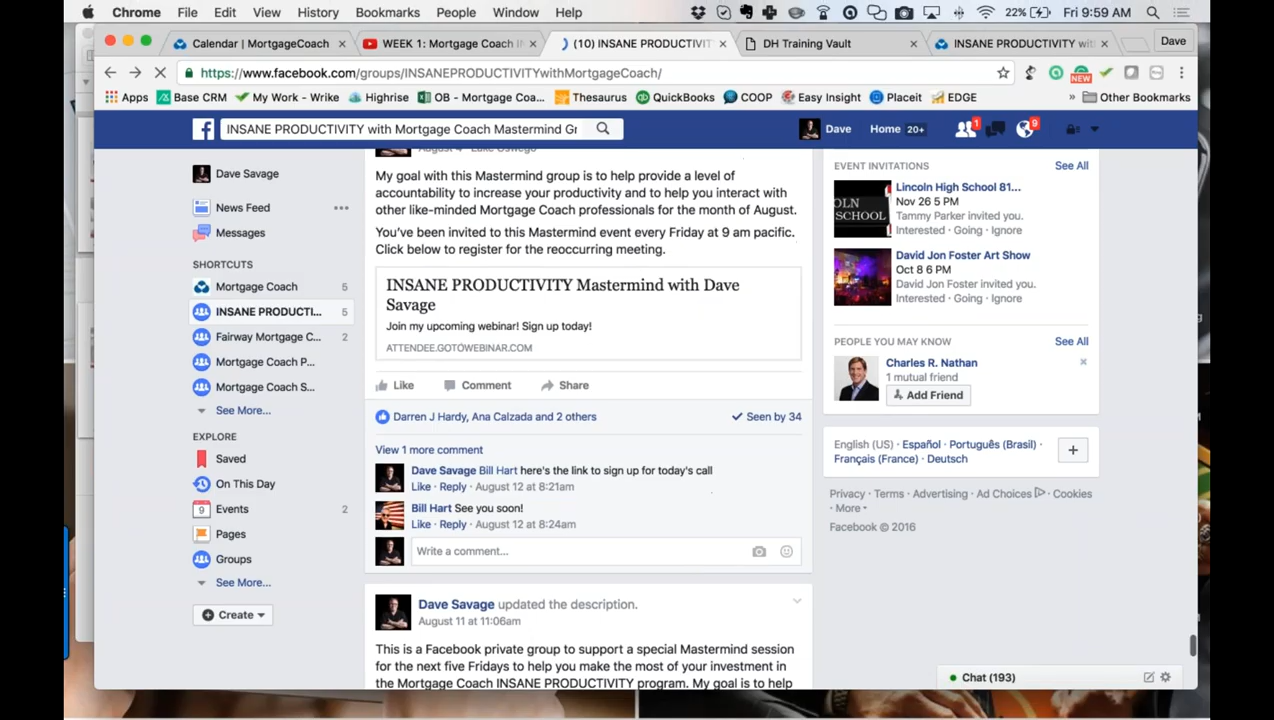 Chrome File Edit View History Bookmarks People Window Help 22% Fri 9:59 AM
Calendar | MortgageCoach × WEEK 1: Mortgage Coach IN × (10) INSANE PRODUCTIVIT × DH Training Vault × INSANE PRODUCTIVITY wit × Dave
https://www.facebook.com/groups/INSANEPRODUCTIVITYwithMortgageCoach/ NEW
Apps Base CRM My Work - Wrike Highrise OB - Mortgage Coa... Thesaurus QuickBooks COOP Easy Insight Placeit EDGE » Other Bookmarks
INSANE PRODUCTIVITY with Mortgage Coach Mastermind Gr Dave Home 20+ 1 9
Dave Savage
News Feed
Messages
SHORTCUTS
Mortgage Coach 5
INSANE PRODUCTI... 5
Fairway Mortgage C... 2
Mortgage Coach P...
Mortgage Coach S...
See More...
EXPLORE
Saved
On This Day
Events 2
Pages
Groups
See More...
Create
August 4 · Lake Oswego
My goal with this Mastermind group is to help provide a level of
accountability to increase your productivity and to help you interact with
other like-minded Mortgage Coach professionals for the month of August.
You've been invited to this Mastermind event every Friday at 9 am pacific.
Click below to register for the reoccurring meeting.
INSANE PRODUCTIVITY Mastermind with Dave
Savage
Join my upcoming webinar! Sign up today!
ATTENDEE.GOTOWEBINAR.COM
Like Comment Share
Darren J Hardy, Ana Calzada and 2 others Seen by 34
View 1 more comment
Dave Savage Bill Hart here's the link to sign up for today's call
Like · Reply · August 12 at 8:21am
Bill Hart See you soon!
Like · Reply · August 12 at 8:24am
Write a comment...
Dave Savage updated the description.
August 11 at 11:06am
This is a Facebook private group to support a special Mastermind session
for the next five Fridays to help you make the most of your investment in
the Mortgage Coach INSANE PRODUCTIVITY program. My goal is to help
EVENT INVITATIONS See All
OLN
SCHOOL
Lincoln High School 81...
Nov 26 5 PM
Tammy Parker invited you.
Interested · Going · Ignore
David Jon Foster Art Show
Oct 8 6 PM
David Jon Foster invited you.
Interested · Going · Ignore
PEOPLE YOU MAY KNOW See All
Charles R. Nathan ×
1 mutual friend
Add Friend
English (US) · Español · Português (Brasil) ·
Français (France) · Deutsch +
Privacy · Terms · Advertising · Ad Choices · Cookies
· More
Facebook © 2016
Chat (193)